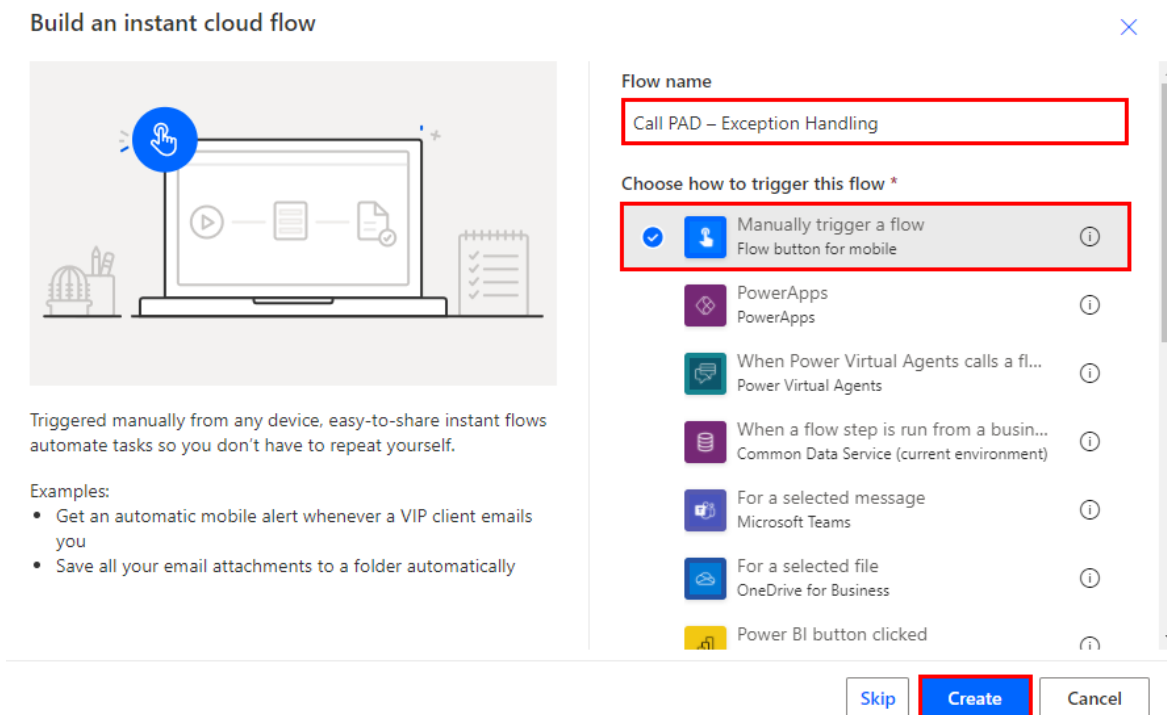 Build an instant cloud flow
Triggered manually from any device, easy-to-share instant flows
automate tasks so you don't have to repeat yourself.
Examples:
• Get an automatic mobile alert whenever a VIP client emails
you
• Save all your email attachments to a folder automatically
Flow name
Call PAD – Exception Handling
Choose how to trigger this flow *
Manually trigger a flow
Flow button for mobile
PowerApps
PowerApps
When Power Virtual Agents calls a fl...
Power Virtual Agents
When a flow step is run from a busin...
Common Data Service (current environment)
For a selected message
Microsoft Teams
For a selected file
OneDrive for Business
Power BI button clicked
Skip
Create
Cancel